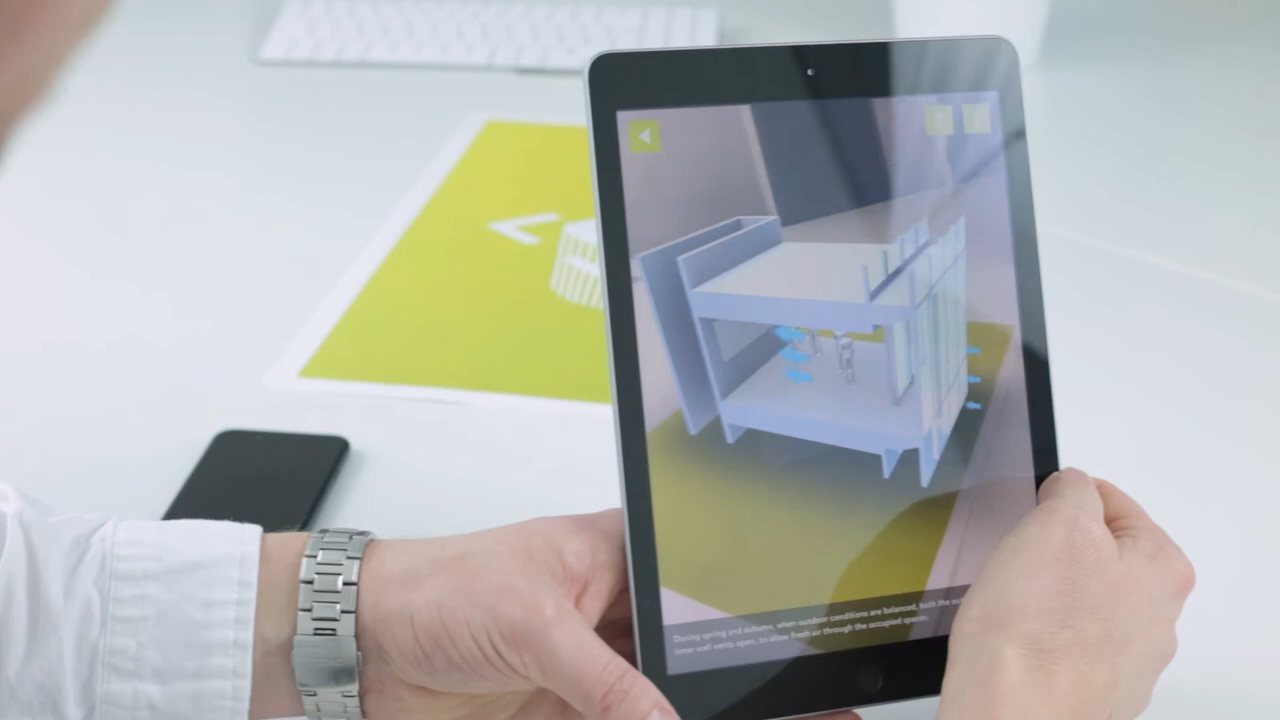 During spring and autumn, when outdoor conditions are balanced, both the
inner wall vents open, to allow fresh air through the occupied spaces.